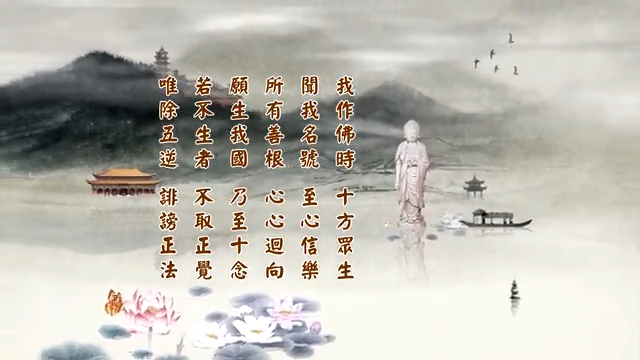 我作佛時 十方眾生
聞我名號 至心信樂
所有善根 心心迴向
願生我國 乃至十念
若不生者 不取正覺
唯除五逆 誹謗正法